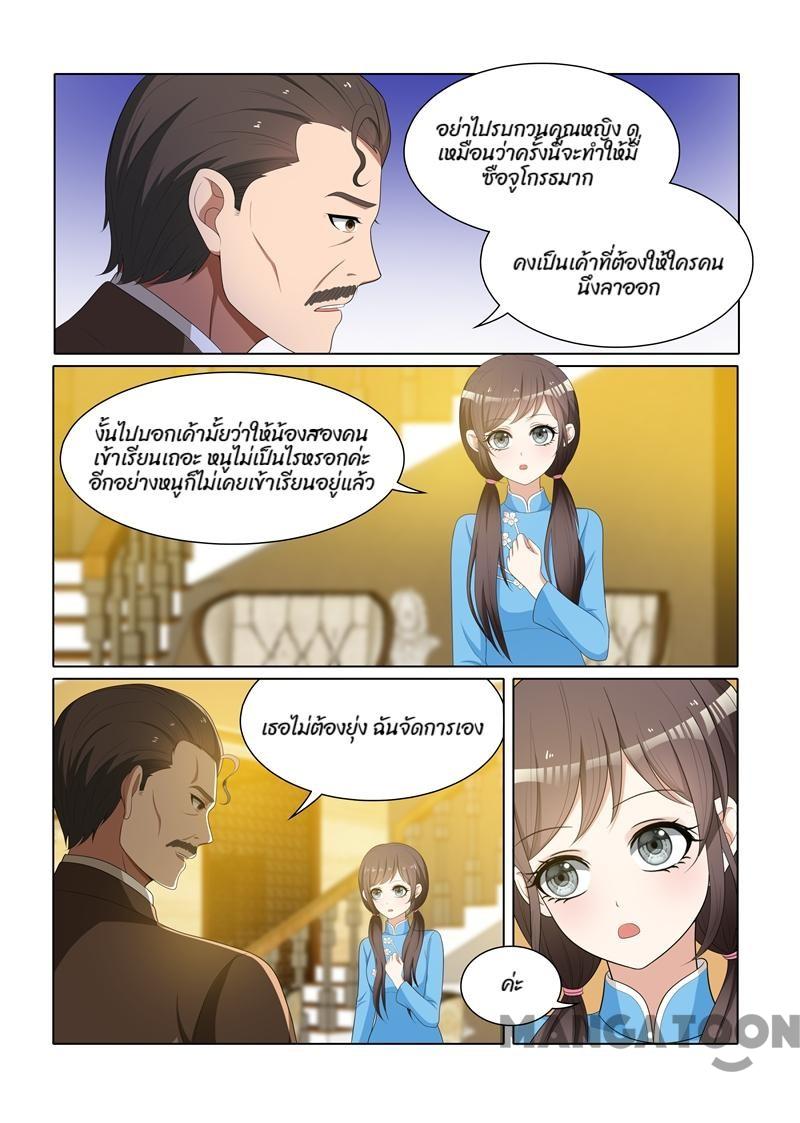 อย่าไปรบกวนคุณหญิง ดู
เหมือนว่าครั้งนี้จะทำให้มี่
ซือจูโกรธมาก
คงเป็นเค้าที่ต้องให้ใครคน
นึงลาออก
งั้นไปบอกเค้ามั้ยว่าให้น้องสองคน
เข้าเรียนเถอะ หนูไม่เป็นไรหรอกค่ะ
อีกอย่างหนูก็ไม่เคยเข้าเรียนอยู่แล้ว
เธอไม่ต้องยุ่ง ฉันจัดการเอง
ค่ะ
MANGATOON